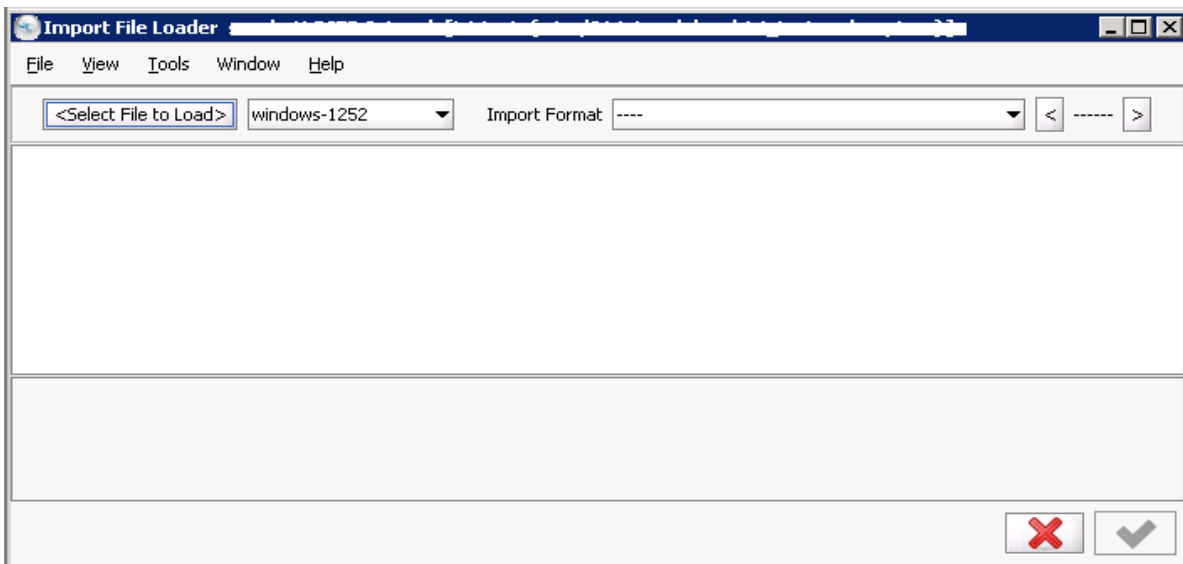 Import File Loader
File View Tools Window Help
<Select File to Load> windows-1252 Import Format ---- < ------ >